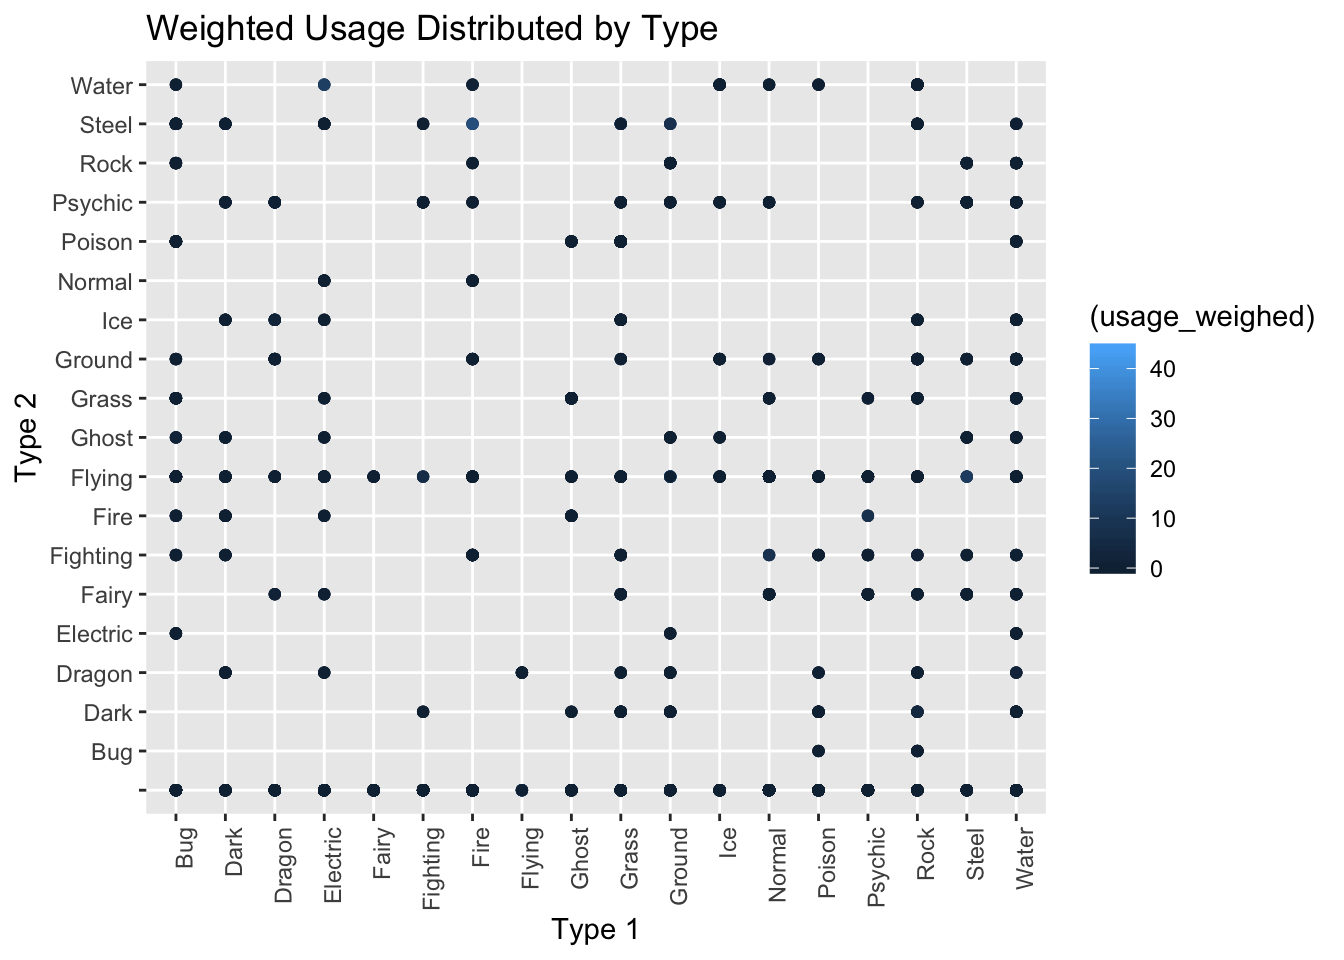 Weighted Usage Distributed by Type
Water
Steel
Rock
Psychic
Poison
Normal
Ice
Ground
Grass
Ghost
Flying
Fire
Fighting
Fairy
Electric
Dragon
Dark
Bug
Type 2
Bug
Dark
Dragon
Electric
Fairy
Fighting
Fire
Flying
Ghost
Grass
Ground
Ice
Normal
Poison
Psychic
Rock
Steel
Water
Type 1
(usage_weighed)
40
30
20
10
0